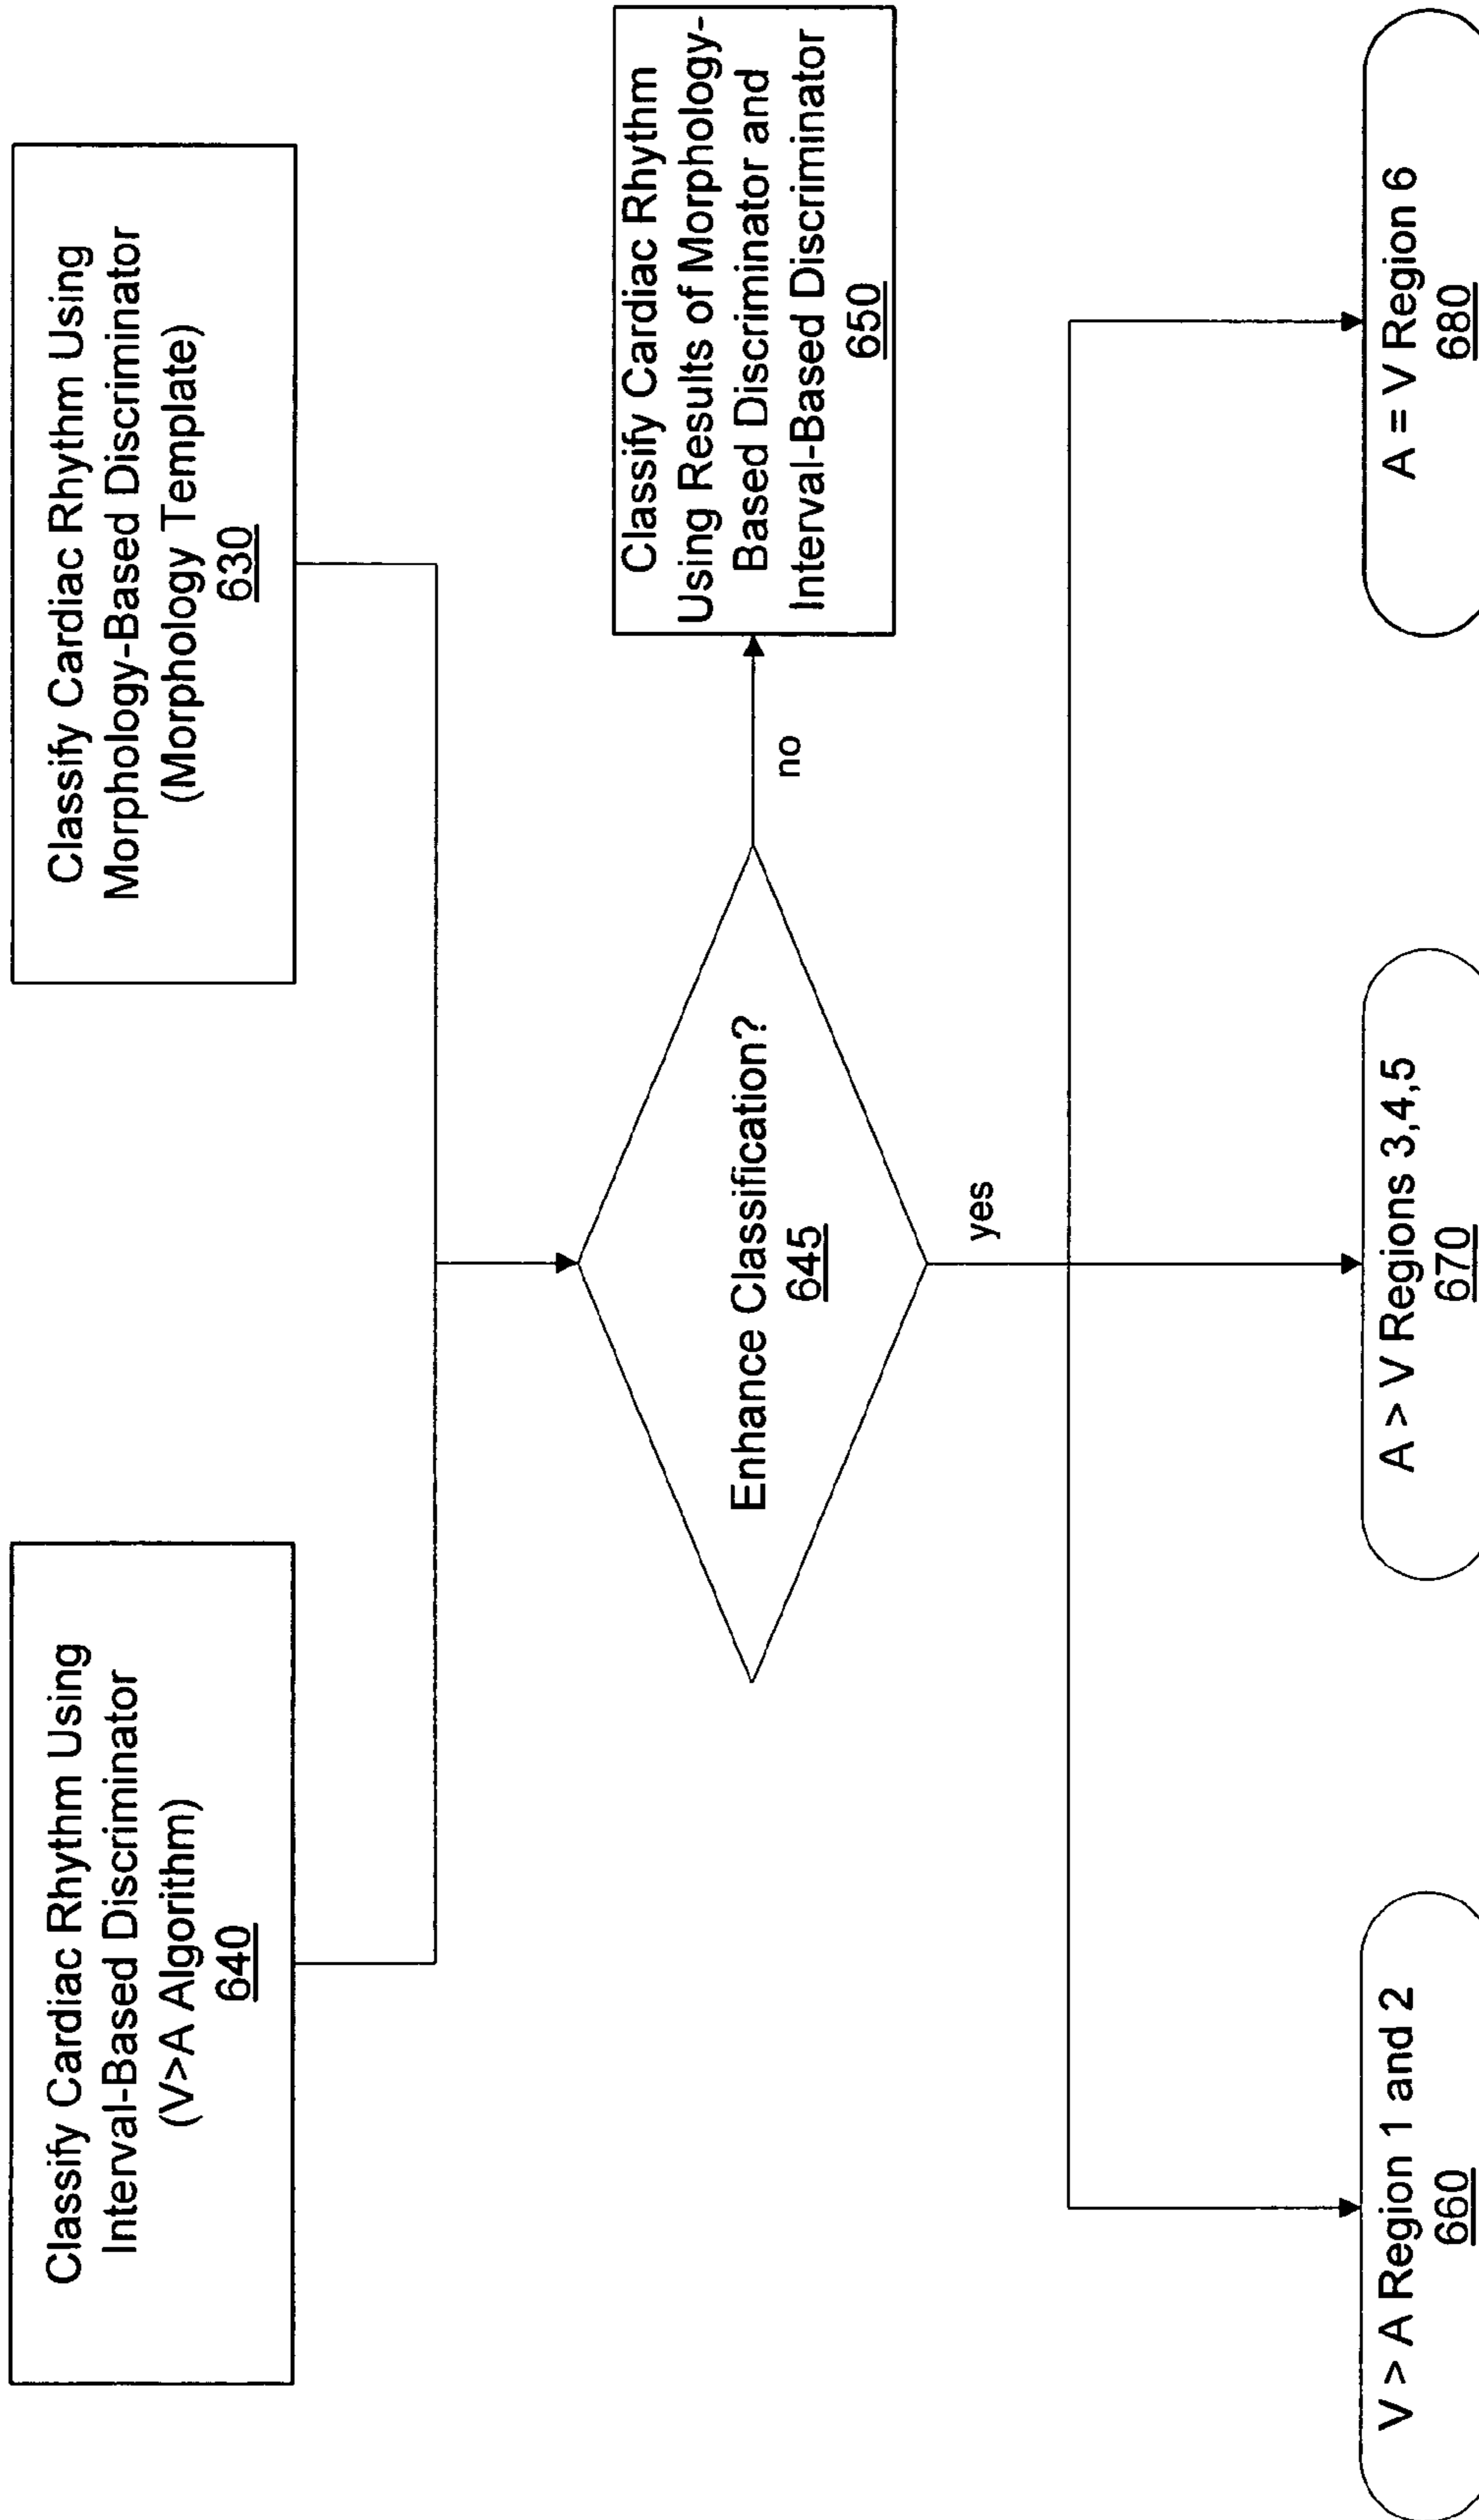 Classify Cardiac Rhythm Using
Interval-Based Discriminator
(V>A Algorithm)
640
Classify Cardiac Rhythm Using
Morphology-Based Discriminator
(Morphology Template)
630
Enhance Classification?
645
no
Classify Cardiac Rhythm
Using Results of Morphology-
Based Discriminator and
Interval-Based Discriminator
650
yes
V > A Region 1 and 2
660
A > V Regions 3,4,5
670
A = V Region 6
680